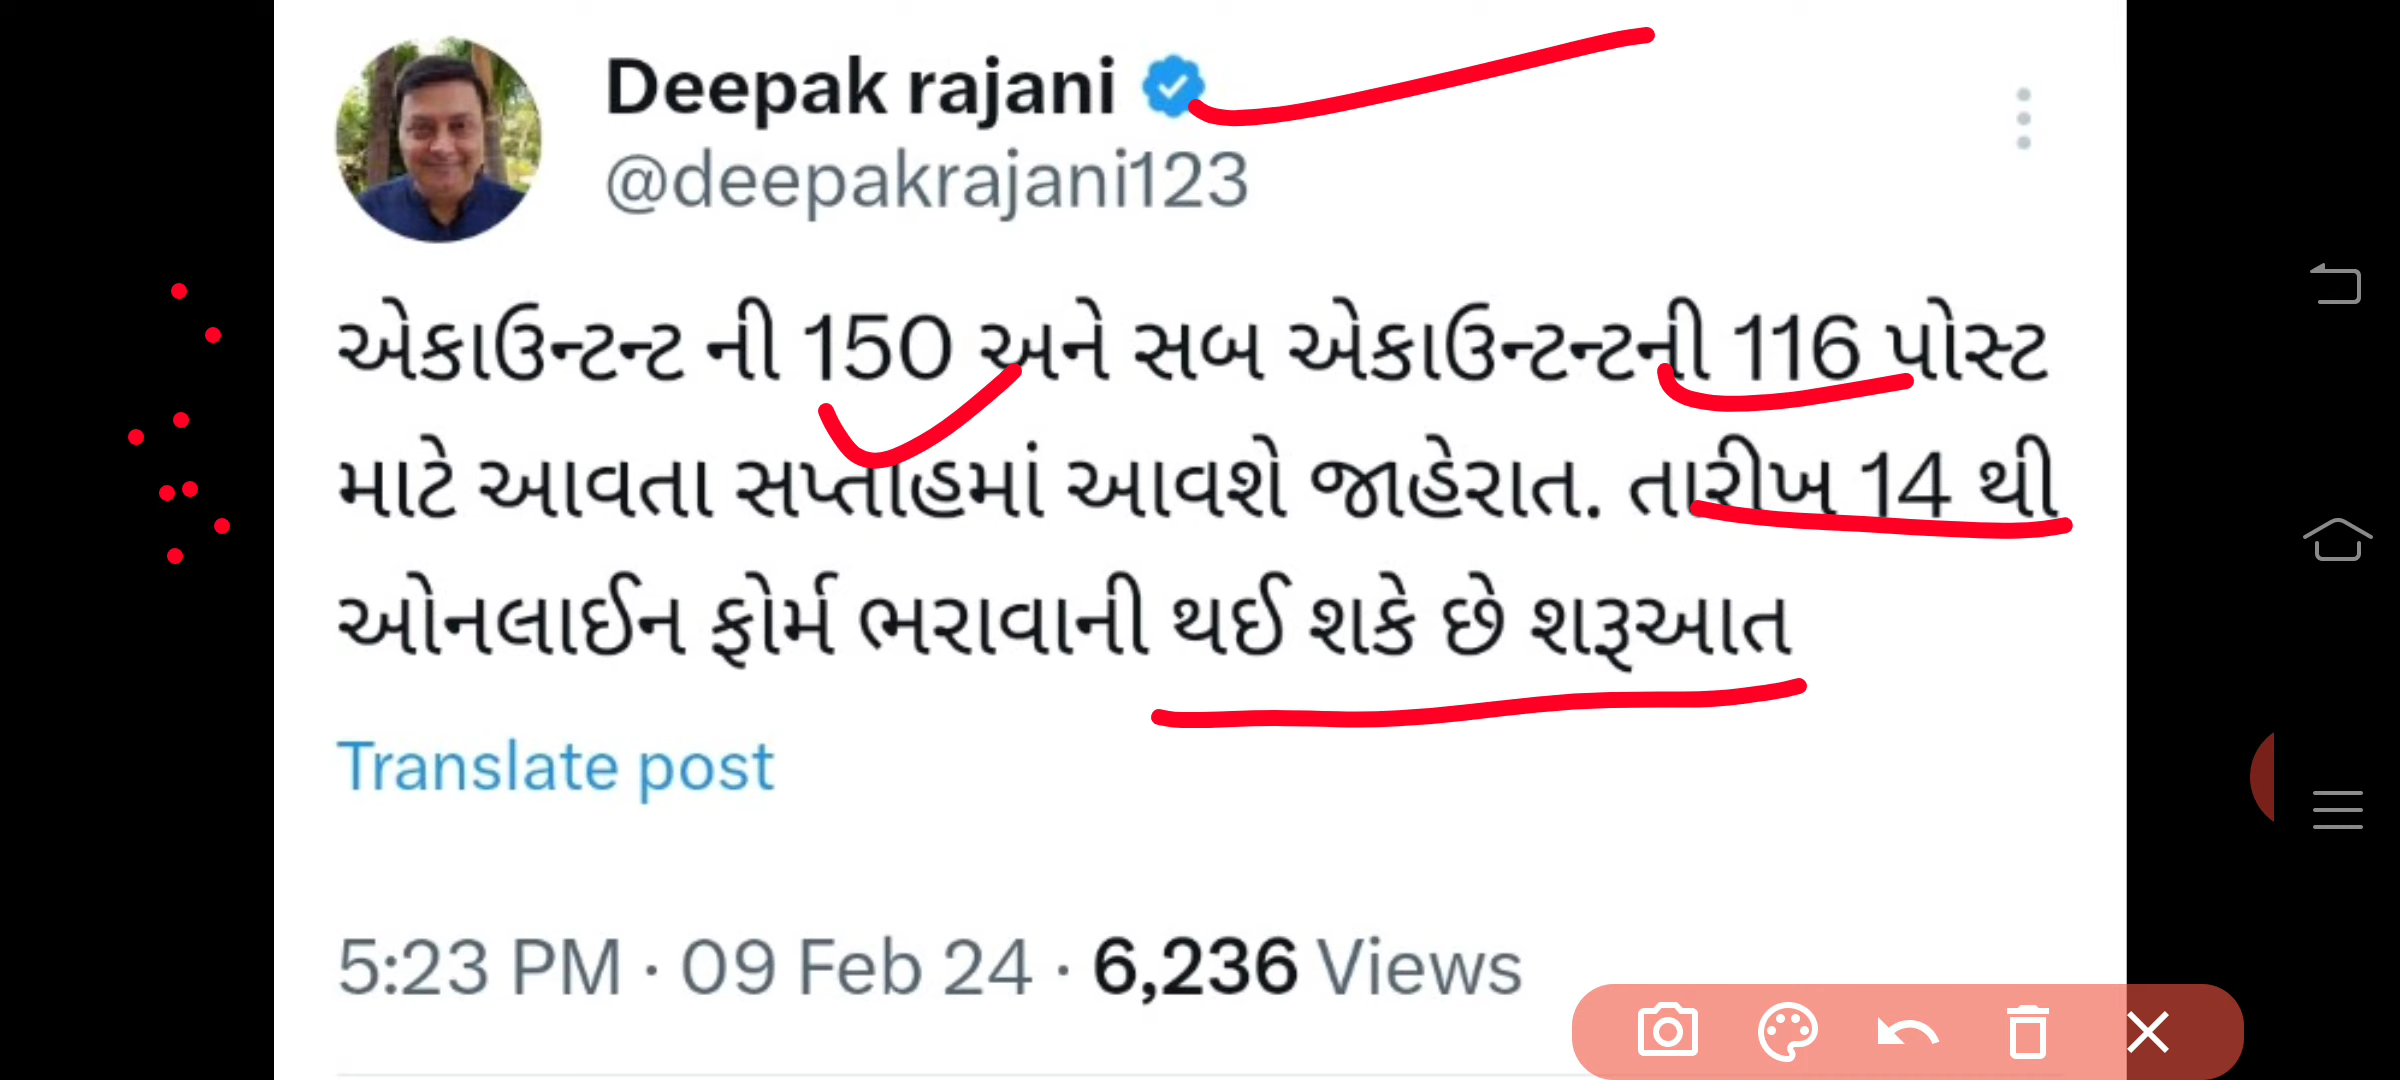 Deepak rajani
@deepakrajani123
એકાઉન્ટન્ટ ની 150 અને સબ એકાઉન્ટન્ટની 116 પોસ્ટ
માટે આવતા સપ્તાહમાં આવશે જાહેરાત. તારીખ 14 થી
ઓનલાઈન ફોર્મ ભરાવાની થઈ શકે છે શરૂઆત
Translate post
5:23 PM · 09 Feb 24 · 6,236 Views